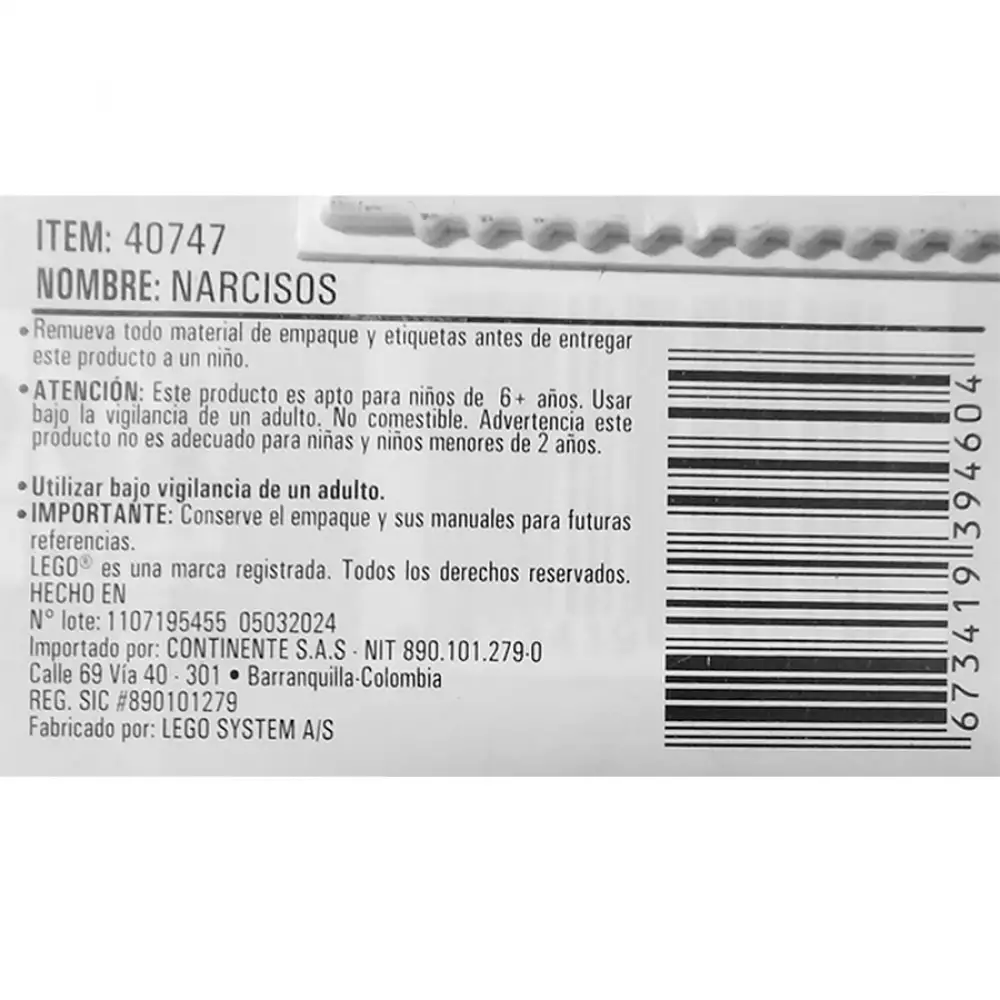 ITEM: 40747
NOMBRE: NARCISOS
• Remueva todo material de empaque y etiquetas antes de entregar
este producto a un niño.
• ATENCIÓN: Este producto es apto para niños de 6+ años. Usar
bajo la vigilancia de un adulto. No comestible. Advertencia este
producto no es adecuado para niñas y niños menores de 2 años.
• Utilizar bajo vigilancia de un adulto.
• IMPORTANTE: Conserve el empaque y sus manuales para futuras
referencias.
LEGO® es una marca registrada. Todos los derechos reservados.
HECHO EN
N° lote: 1107195455 05032024
Importado por: CONTINENTE S.A.S - NIT 890.101.279-0
Calle 69 Vía 40 - 301 • Barranquilla-Colombia
REG. SIC #890101279
Fabricado por: LEGO SYSTEM A/S
673419394604